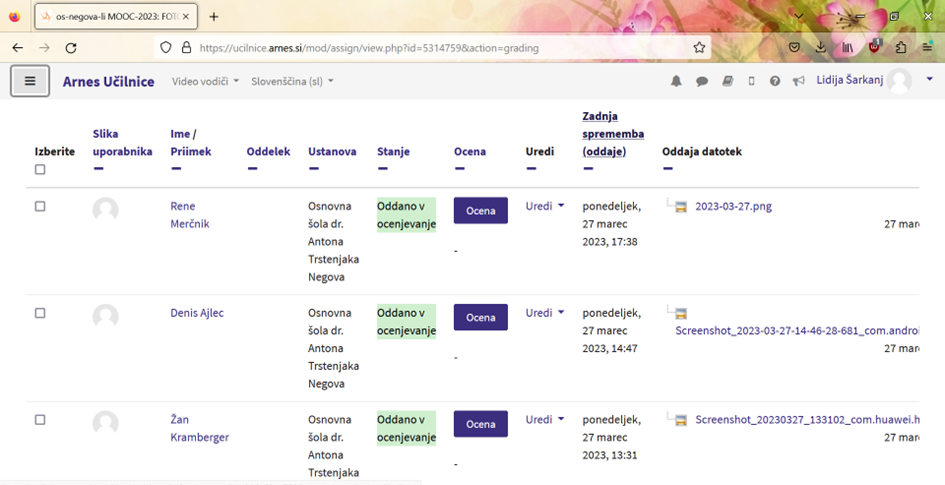 os-negova-li MOOC-2023: FOTO
https://ucilnice.arnes.si/mod/assign/view.php?id=5314759&action=grading
Arnes Učilnice
Video vodiči
Slovenščina (sl)
Lidija Šarkanj
Izberite
Slika
uporabnika
Ime /
Priimek
Oddelek
Ustanova
Stanje
Ocena
Uredi
Zadnja
sprememba
(oddaje)
Oddaja datotek
Rene
Merčnik
Osnovna
šola dr.
Antona
Trstenjaka
Negova
Oddano v
ocenjevanje
Ocena
-
Uredi
ponedeljek,
27 marec
2023, 17:38
2023-03-27.png
27 marec
Denis Ajlec
Osnovna
šola dr.
Antona
Trstenjaka
Negova
Oddano v
ocenjevanje
Ocena
-
Uredi
ponedeljek,
27 marec
2023, 14:47
Screenshot_2023-03-27-14-46-28-681_com.androi
27 marec
Žan
Kramberger
Osnovna
šola dr.
Antona
Trstenjaka
Oddano v
ocenjevanje
Ocena
-
Uredi
ponedeljek,
27 marec
2023, 13:31
Screenshot_20230327_133102_com.huawei.h
27 marec